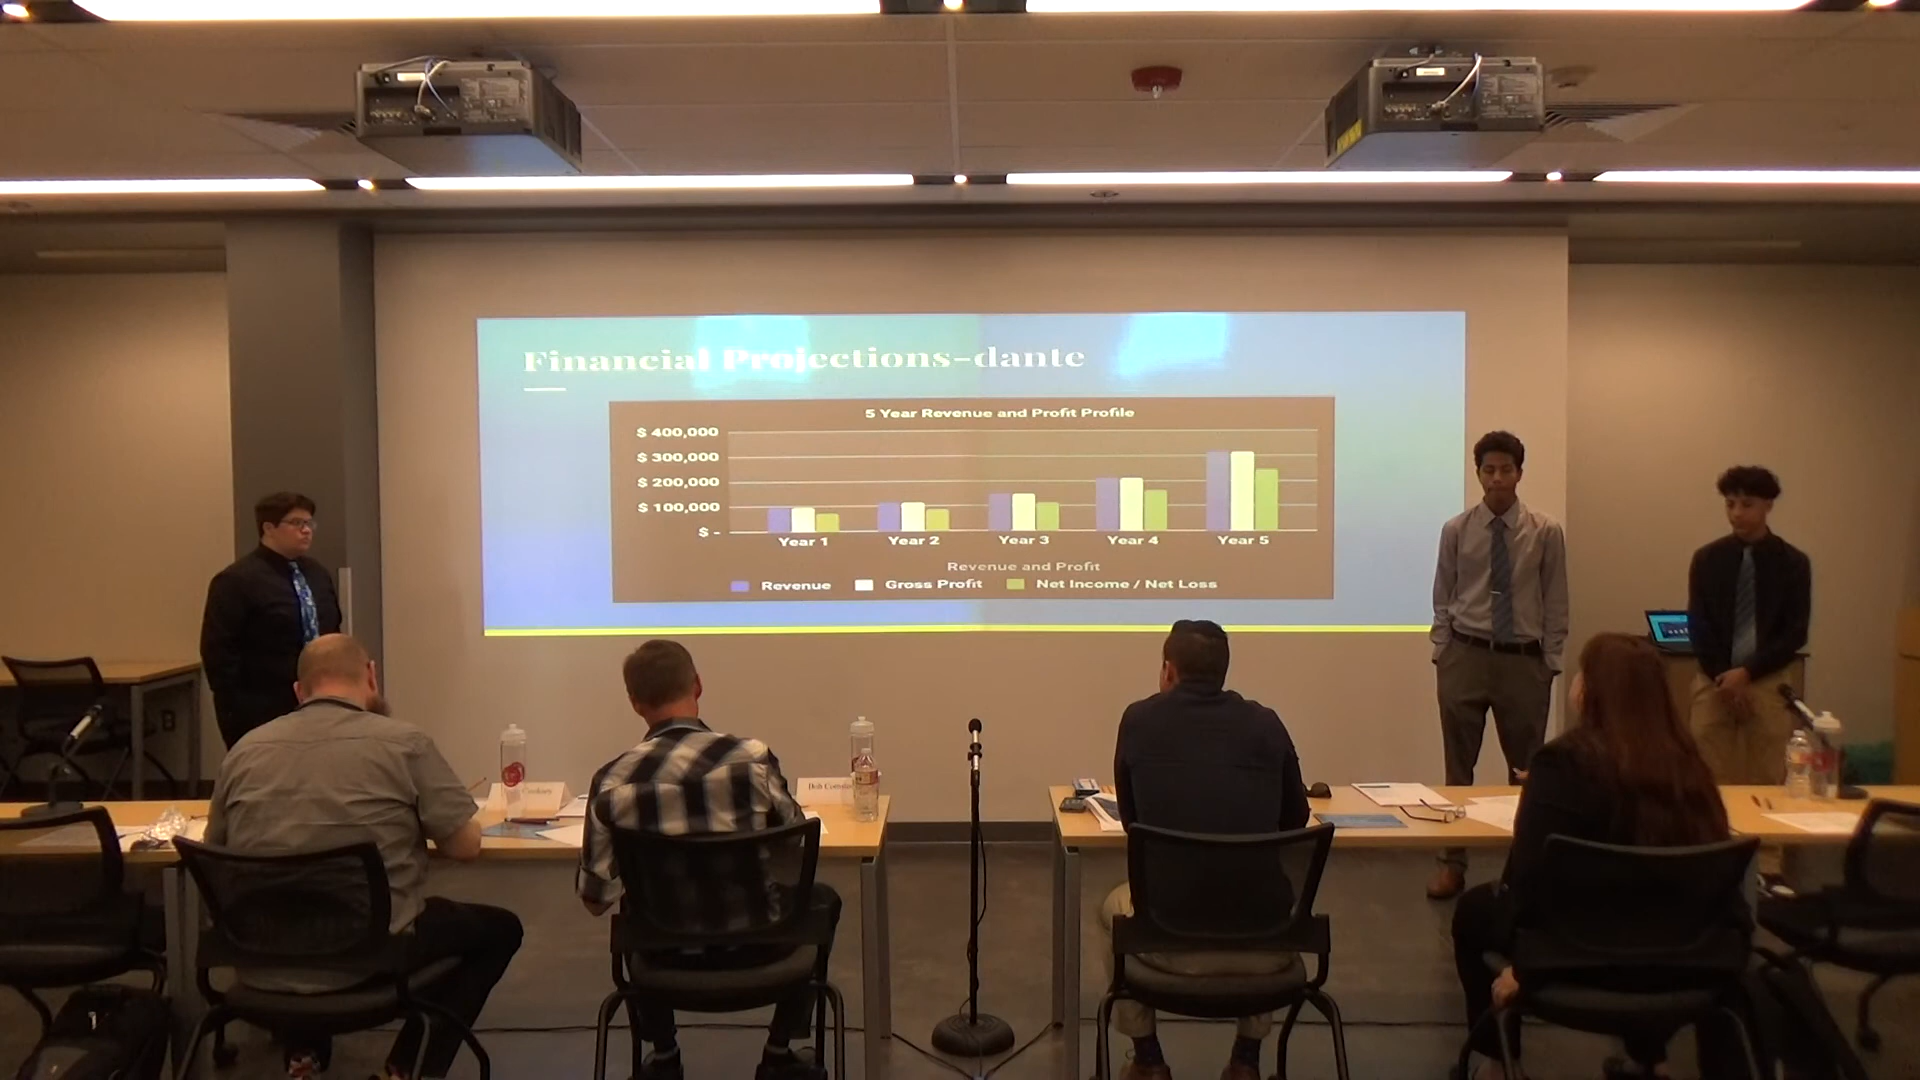 Financial Projections-dante
5 Year Revenue and Profit Profile
$ 400,000
$ 300,000
$ 200,000
$ 100,000
$ -
Year 1 Year 2 Year 3 Year 4 Year 5
Revenue and Profit
Revenue Gross Profit Net Income / Net Loss
Bob